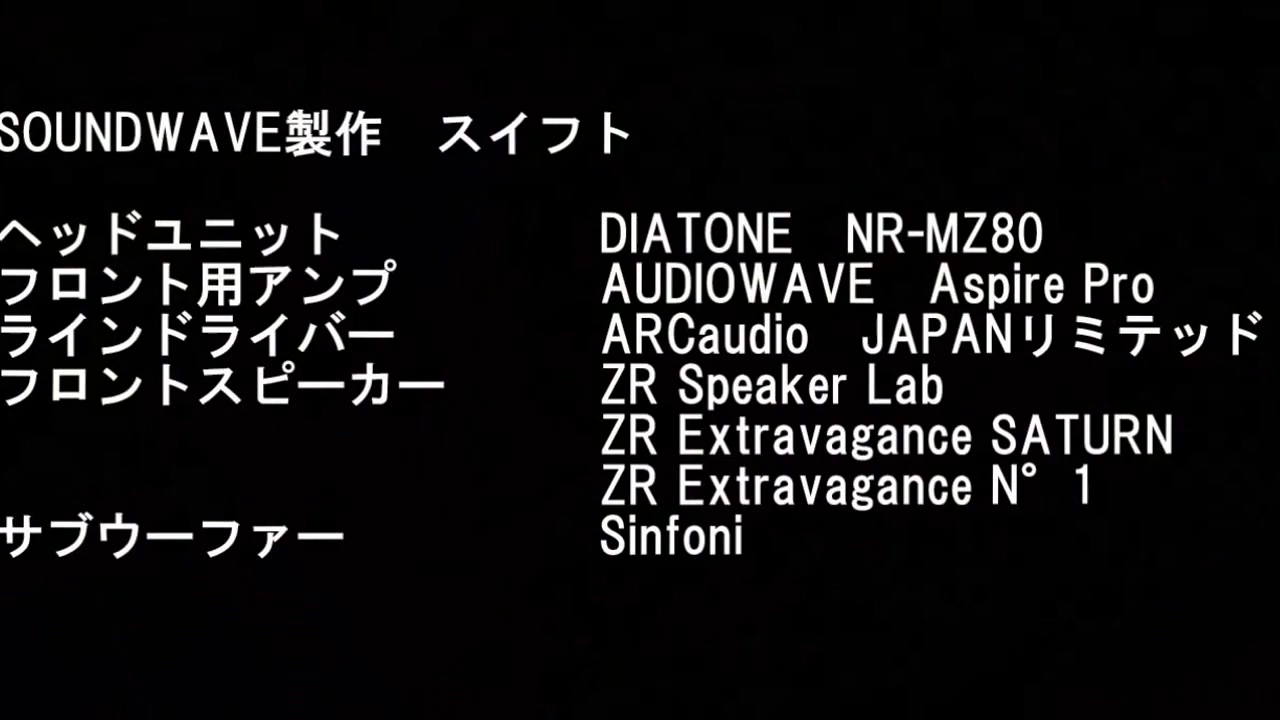 SOUNDWAVE製作　スイフト
ヘッドユニット　DIATONE　NR-MZ80
フロント用アンプ　AUDIOWAVE　Aspire Pro
ラインドライバー　ARCaudio　JAPANリミテッド
フロントスピーカー　ZR Speaker Lab
ZR Extravagance SATURN
ZR Extravagance N°1
サブウーファー　Sinfoni